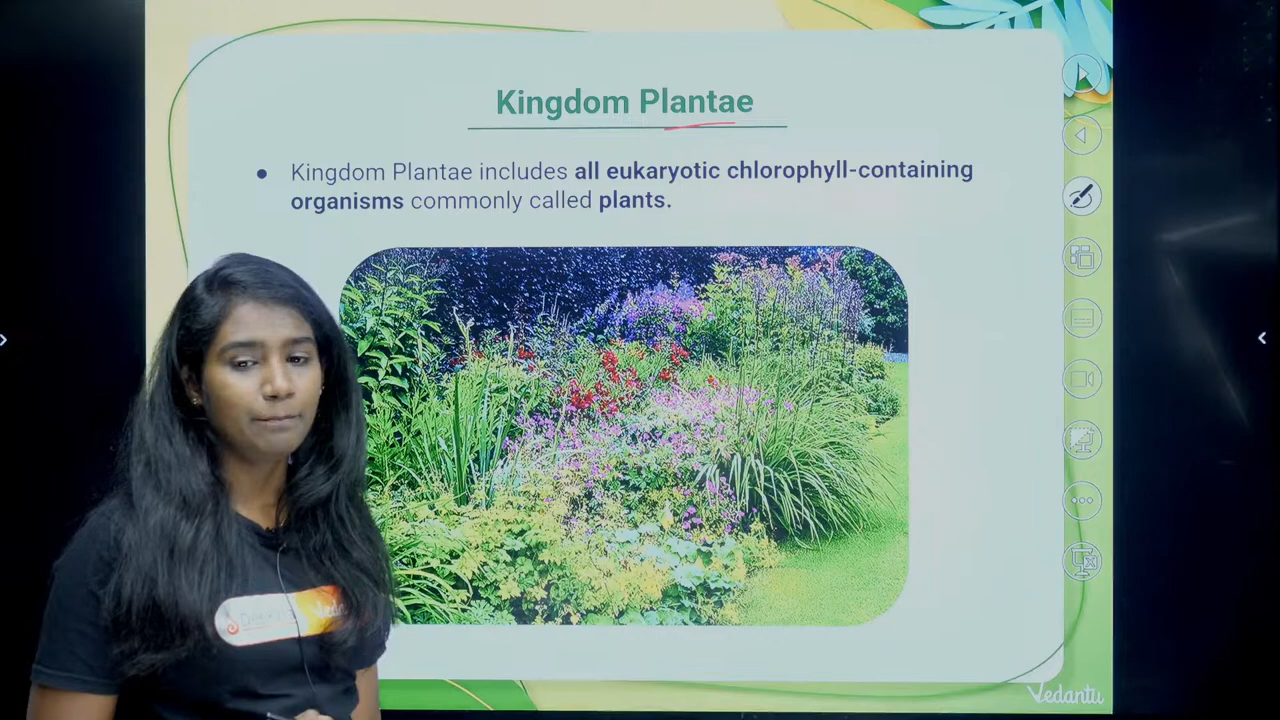 Kingdom Plantae
● Kingdom Plantae includes all eukaryotic chlorophyll-containing
organisms commonly called plants.
Vedantu